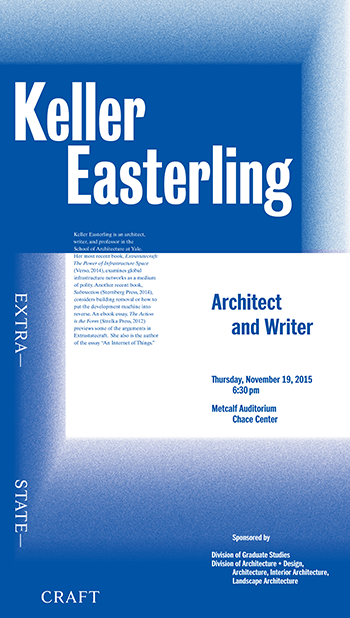 Keller
Easterling
Keller Easterling is an architect,
writer, and professor in the
School of Architecture at Yale.
Her most recent book, Extrastatecraft:
The Power of Infrastructure Space
(Verso, 2014), examines global
infrastructure networks as a medium
of polity. Another recent book,
Subtraction (Sternberg Press, 2014),
considers building removal or how to
put the development machine into
reverse. An ebook essay, The Action
is the Form (Strelka Press, 2012)
previews some of the arguments in
Extrastatecraft. She is also the author
of the essay "An Internet of Things."
Architect
and Writer
Thursday, November 19, 2015
6:30 pm
Metcalf Auditorium
Chace Center
EXTRA—
STATE—
CRAFT
Sponsored by
Division of Graduate Studies
Division of Architecture + Design,
Architecture, Interior Architecture,
Landscape Architecture